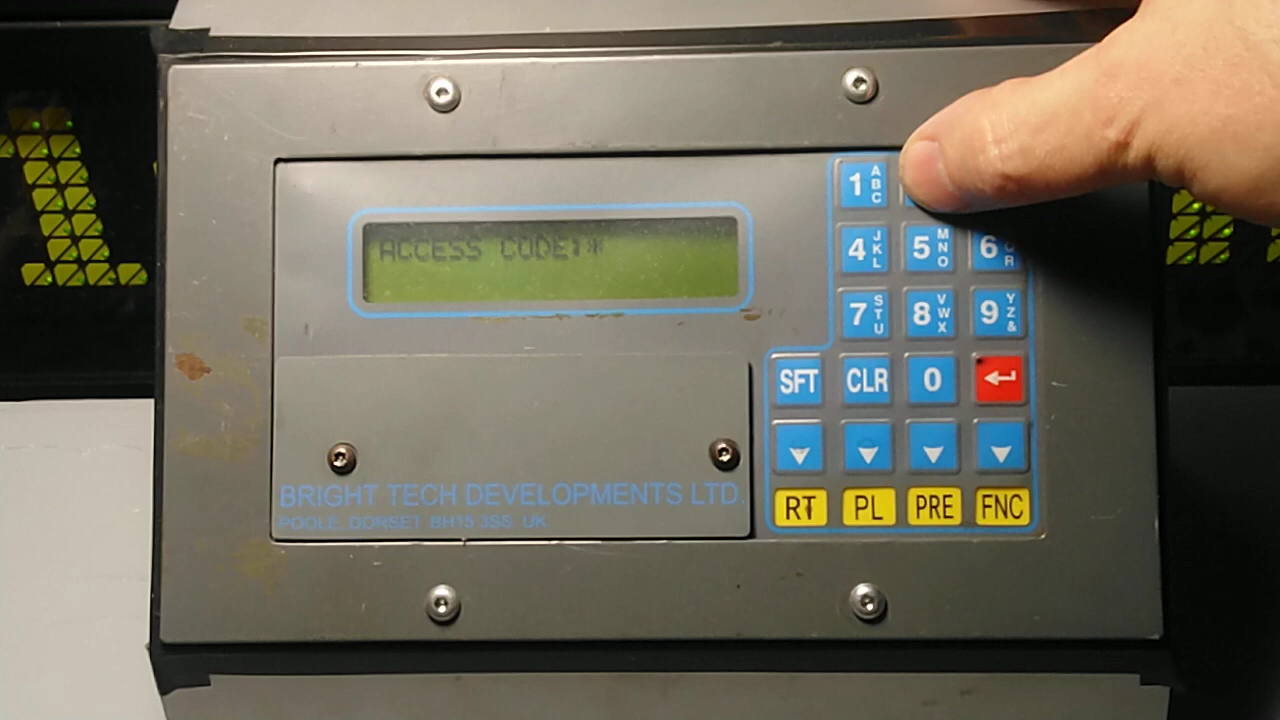 ACCESS CODE:*
1 ABC
4 JKL
5 MNO
6
7 STU
8 VWX
9 YZ&
SFT CLR 0
RT PL PRE FNC
BRIGHT TECH DEVELOPMENTS LTD.
POOLE, DORSET BH15 3SS, UK